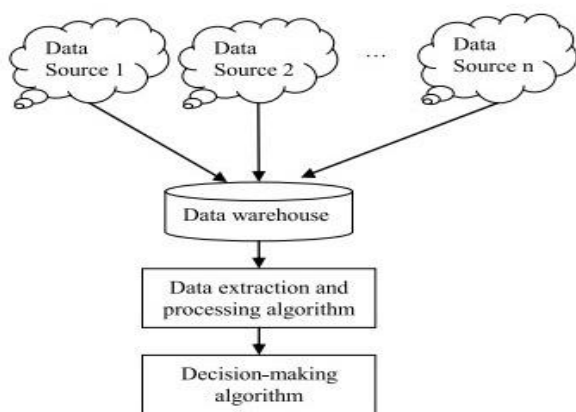 Data
Source 1
Data
Source 2
...
Data
Source n
Data warehouse
Data extraction and
processing algorithm
Decision-making
algorithm